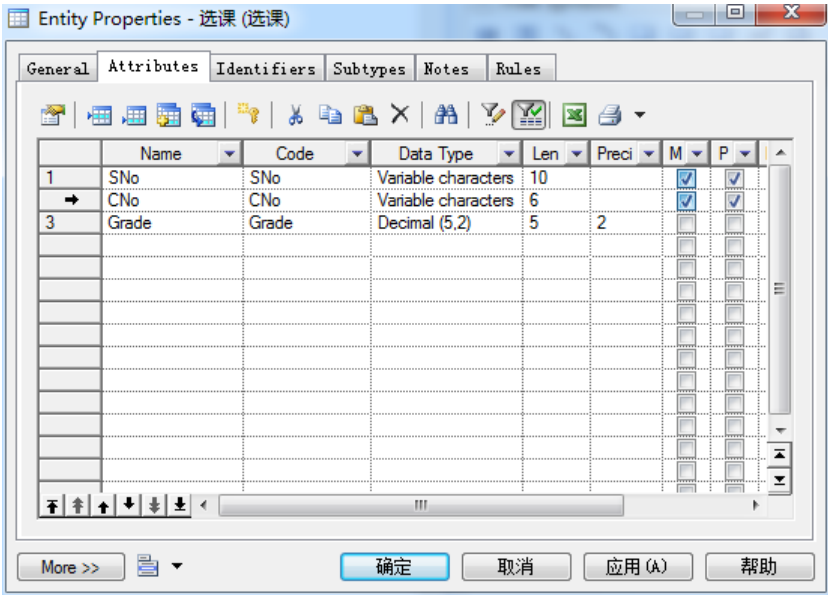 Entity Properties - 选课 (选课)
General Attributes Identifiers Subtypes Notes Rules
Name Code Data Type Len Preci M P
1 SNo SNo Variable characters 10
CNo CNo Variable characters 6
3 Grade Grade Decimal (5,2) 5 2
More >> 确定 取消 应用(A) 帮助